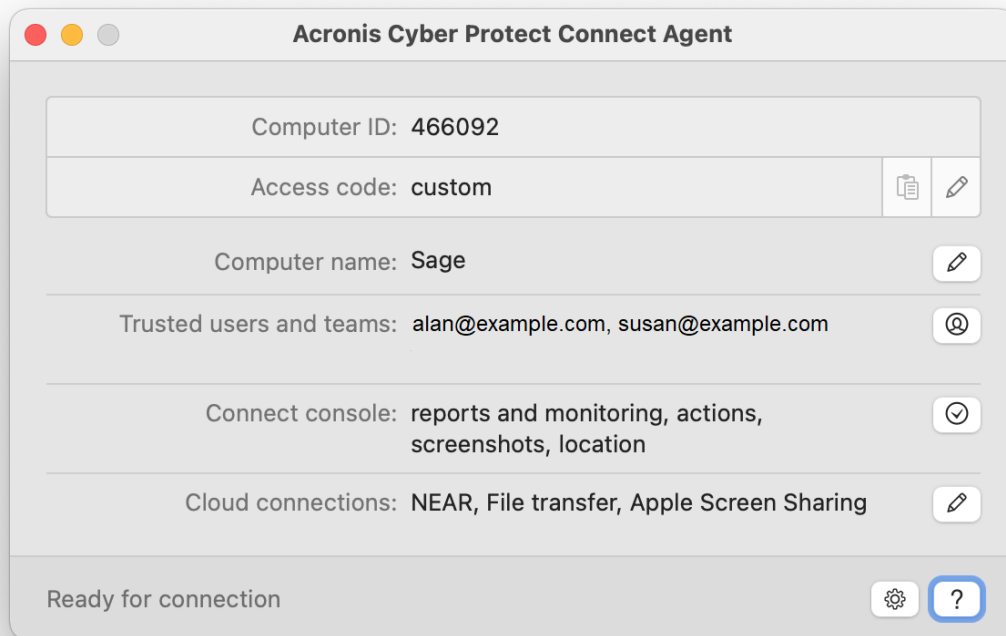 Acronis Cyber Protect Connect Agent
Computer ID: 466092
Access code: custom
Computer name: Sage
Trusted users and teams: alan@example.com, susan@example.com
Connect console: reports and monitoring, actions,
screenshots, location
Cloud connections: NEAR, File transfer, Apple Screen Sharing
Ready for connection
?